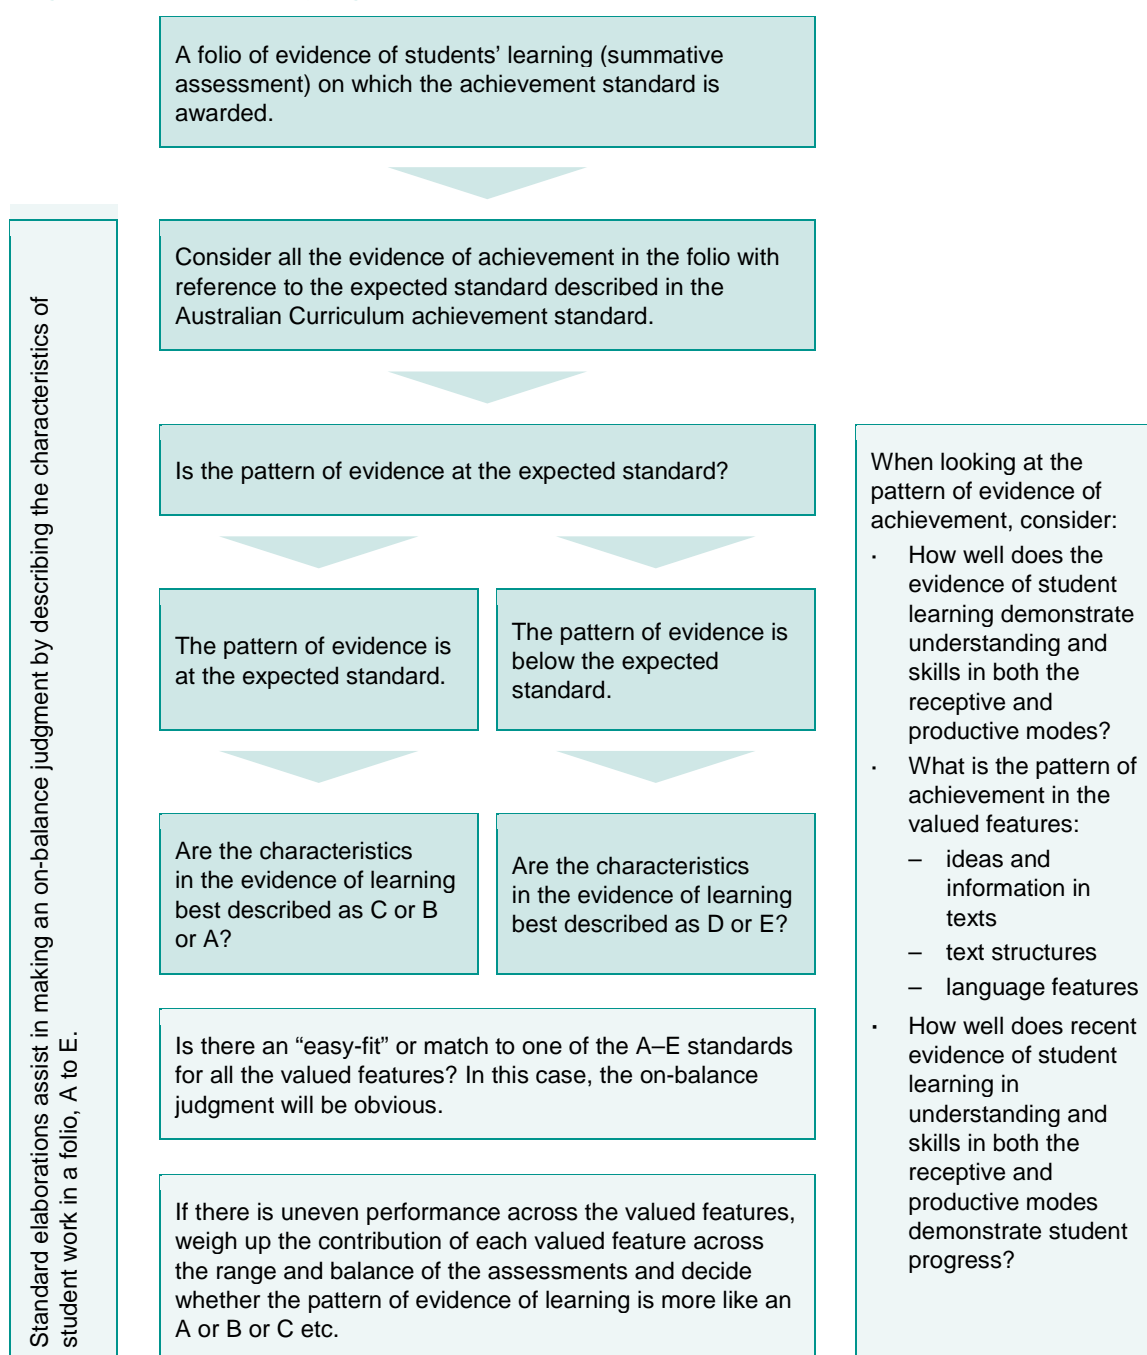 A folio of evidence of students’ learning (summative
assessment) on which the achievement standard is
awarded.
Standard elaborations assist in making an on-balance judgment by describing the characteristics of
student work in a folio, A to E.
Consider all the evidence of achievement in the folio with
reference to the expected standard described in the
Australian Curriculum achievement standard.
Is the pattern of evidence at the expected standard?
The pattern of evidence is
at the expected standard.
The pattern of evidence is
below the expected
standard.
Are the characteristics
in the evidence of learning
best described as C or B
or A?
Are the characteristics
in the evidence of learning
best described as D or E?
Is there an “easy-fit” or match to one of the A–E standards
for all the valued features? In this case, the on-balance
judgment will be obvious.
If there is uneven performance across the valued features,
weigh up the contribution of each valued feature across
the range and balance of the assessments and decide
whether the pattern of evidence of learning is more like an
A or B or C etc.
When looking at the
pattern of evidence of
achievement, consider:
· How well does the
evidence of student
learning demonstrate
understanding and
skills in both the
receptive and
productive modes?
· What is the pattern of
achievement in the
valued features:
– ideas and
information in
texts
– text structures
– language features
· How well does recent
evidence of student
learning in
understanding and
skills in both the
receptive and
productive modes
demonstrate student
progress?